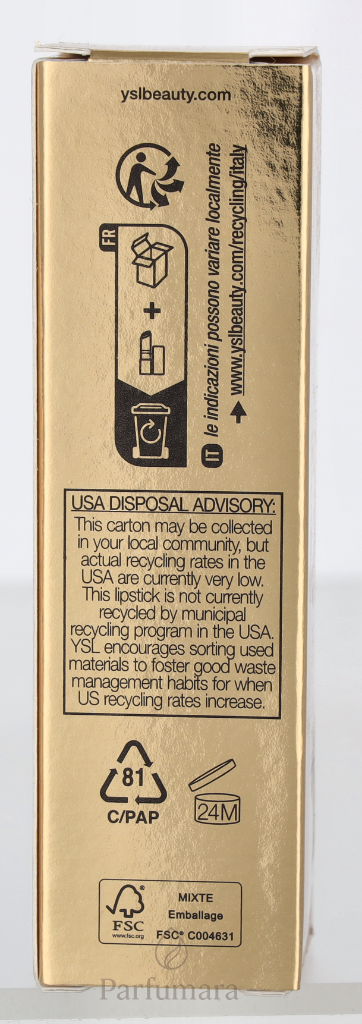 yslbeauty.com
FR
+
IT le indicazioni possono variare localmente
www.yslbeauty.com/recycling/italy
USA DISPOSAL ADVISORY:
This carton may be collected
in your local community, but
actual recycling rates in the
USA are currently very low.
This lipstick is not currently
recycled by municipal
recycling program in the USA.
YSL encourages sorting used
materials to foster good waste
management habits for when
US recycling rates increase.
81
C/PAP
24M
FSC®
www.fsc.org
MIXTE
Emballage
FSC® C004631
Parfumara